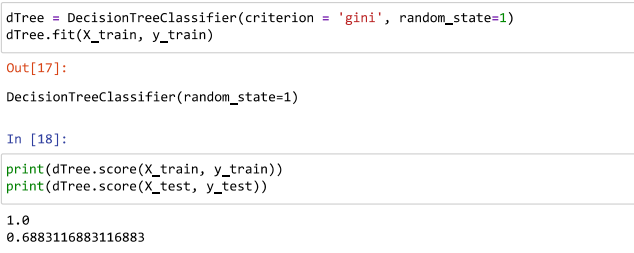 dTree = DecisionTreeClassifier(criterion = 'gini', random_state=1)
dTree.fit(X_train, y_train)
Out[17]:
DecisionTreeClassifier(random_state=1)
In [18]:
print(dTree.score(X_train, y_train))
print(dTree.score(X_test, y_test))
1.0
0.6883116883116883